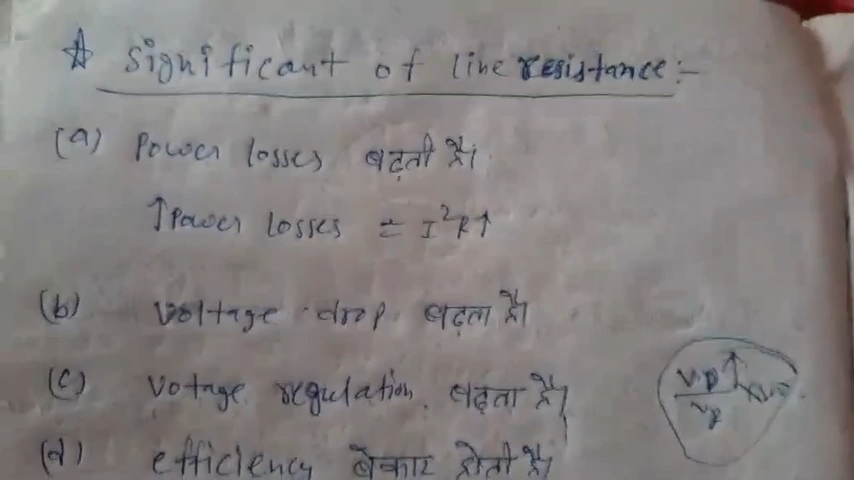 ☆ Significant of line resistance :-
(a) Power losses बढ़ती है।
↑Power losses = I²R↑
(b) voltage drop बढ़ता है।
(c) votage regulation बढ़ता है।
(d) efficiency बेकार होती है।